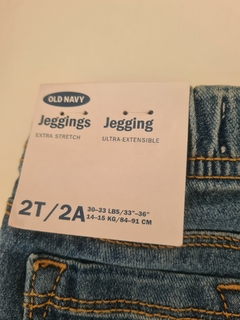 OLD NAVY
Jeggings Jegging
EXTRA STRETCH ULTRA-EXTENSIBLE
2T/2A 30-33 LBS/33"-36"
14-15 KG/84-91 CM